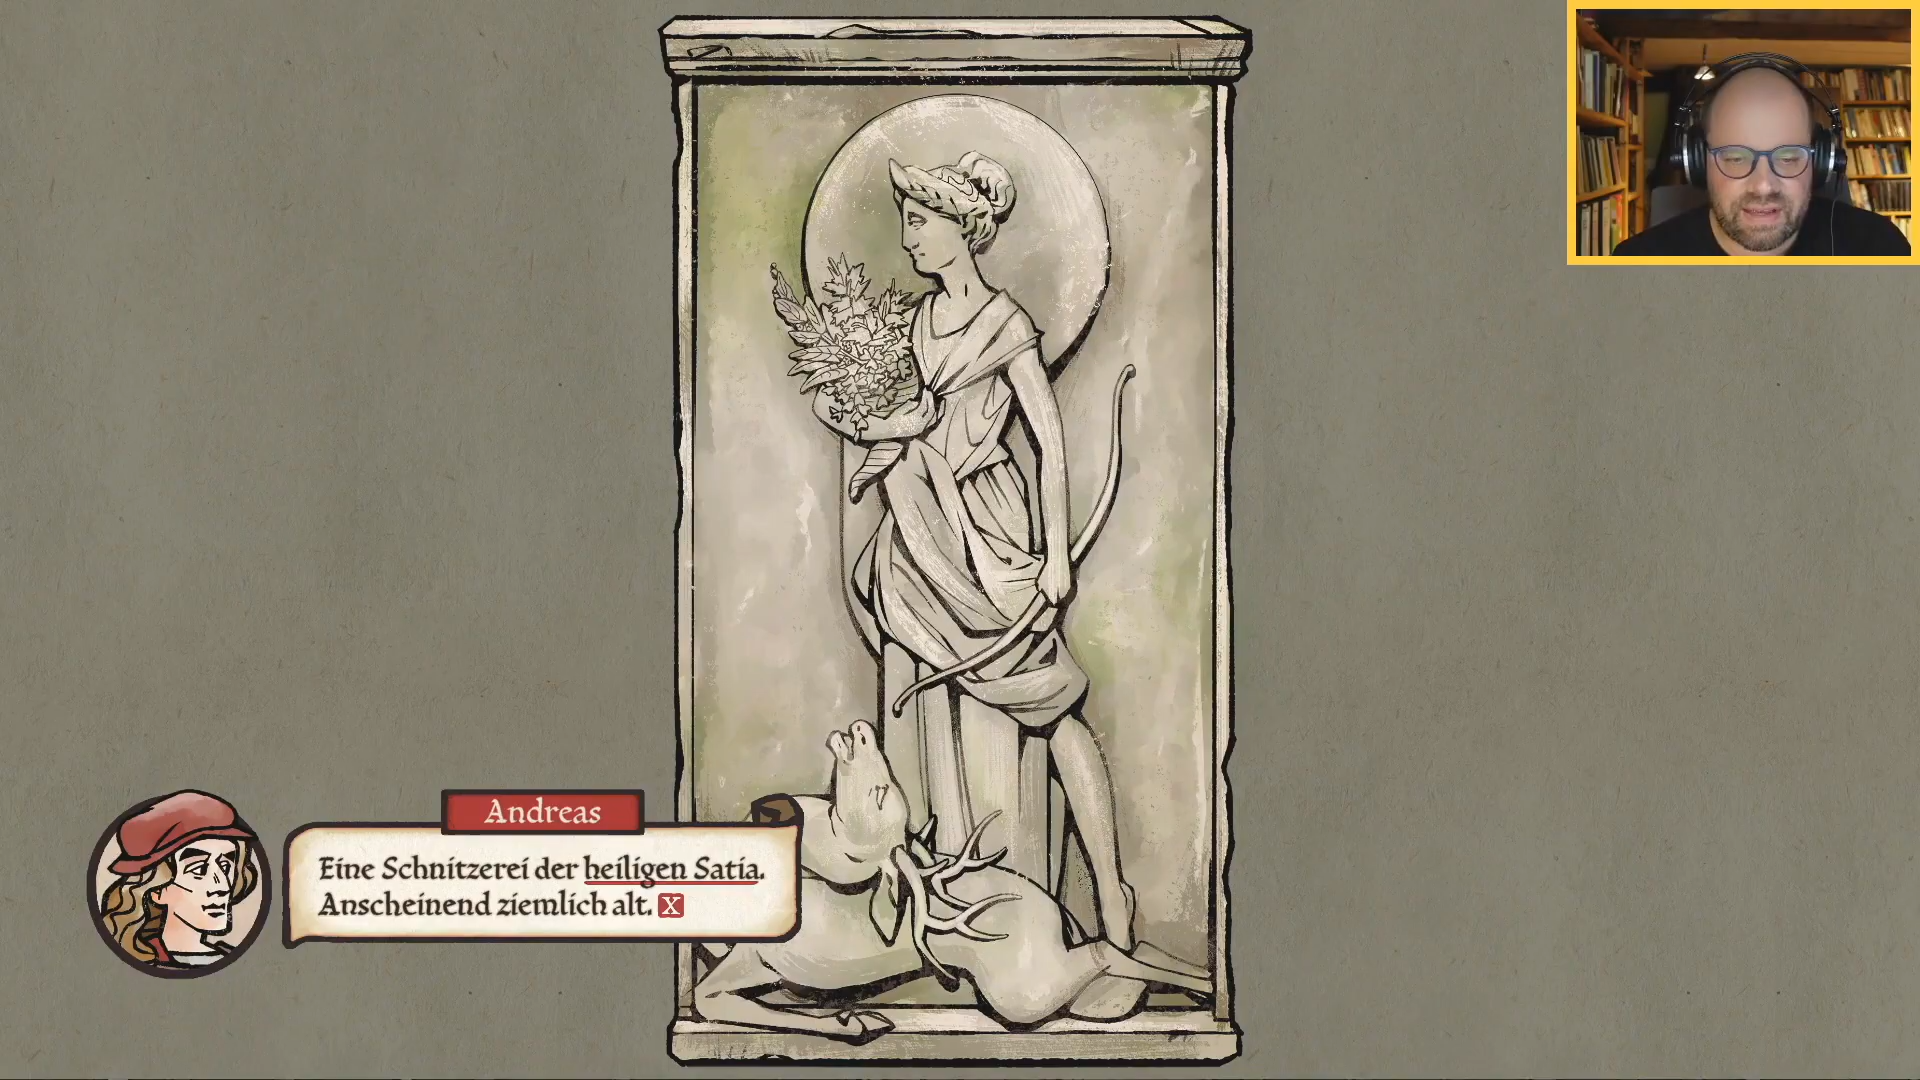 Andreas
Eine Schnitzerei der heiligen Satia.
Anscheinend ziemlich alt. X